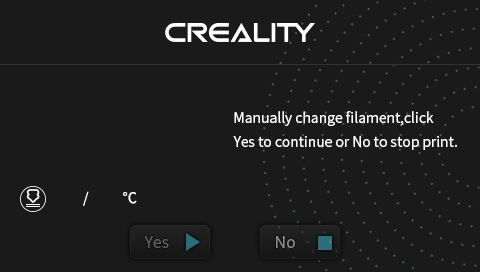 CREALITY
Manually change filament,click
Yes to continue or No to stop print.
/ °C
Yes No